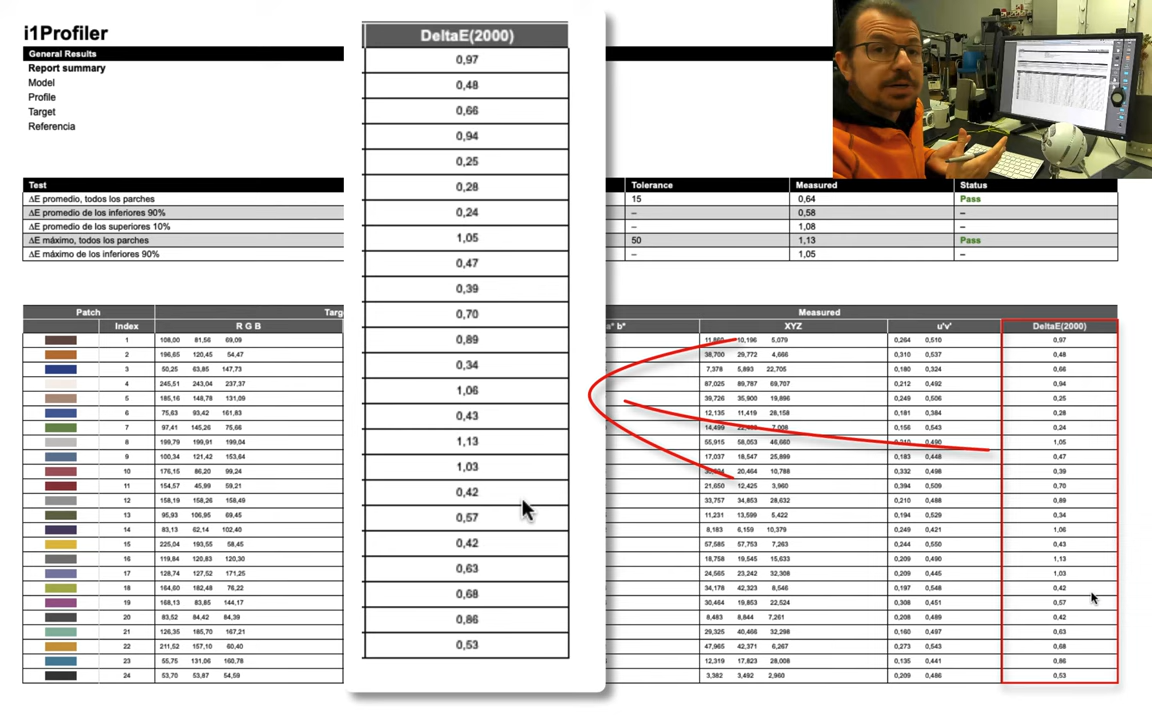 i1Profiler
General Results
Report summary
Model
Profile
Target
Referencia
Test Tolerance Measured Status
ΔE promedio, todos los parches 15 0,64 Pass
ΔE promedio de los inferiores 90% – 0,58 –
ΔE promedio de los superiores 10% – 1,08 –
ΔE máximo, todos los parches 50 1,13 Pass
ΔE máximo de los inferiores 90% – 1,05 –
DeltaE(2000)
0,97
0,48
0,66
0,94
0,25
0,28
0,24
1,05
0,47
0,39
0,70
0,89
0,34
1,06
0,43
1,13
1,03
0,42
0,57
0,42
0,63
0,68
0,86
0,53
Patch Measured
Index R G B XYZ u'v' DeltaE(2000)
1 108,00 81,56 69,09 11,860 10,196 5,079 0,264 0,510 0,97
2 196,65 120,45 54,47 38,700 29,772 4,666 0,310 0,537 0,48
3 50,25 63,85 147,73 7,378 5,893 22,705 0,180 0,324 0,66
4 245,51 243,04 237,37 87,025 89,787 69,707 0,212 0,492 0,94
5 185,16 148,78 131,09 39,726 35,900 19,896 0,249 0,506 0,25
6 75,63 93,42 161,83 12,135 11,419 28,158 0,181 0,384 0,28
7 97,41 145,26 71,67 14,499 7,008 0,156 0,543 0,24
8 199,79 199,91 199,04 55,915 58,053 46,660 0,210 0,490 1,05
9 100,34 121,42 153,64 17,037 18,547 25,899 0,183 0,448 0,47
10 176,15 86,20 99,24 20,464 10,788 0,332 0,498 0,39
11 154,57 45,99 59,21 21,650 12,425 3,960 0,394 0,509 0,70
12 158,19 158,26 158,49 33,757 34,853 28,632 0,210 0,488 0,89
13 95,93 106,95 69,45 11,231 13,599 5,422 0,194 0,529 0,34
14 83,13 62,14 102,40 8,183 6,159 10,379 0,249 0,421 1,06
15 225,04 193,55 58,45 57,585 57,753 7,263 0,244 0,550 0,43
16 119,84 120,83 120,30 18,758 19,545 15,633 0,209 0,490 1,13
17 128,74 127,52 171,25 24,565 23,242 32,308 0,209 0,445 1,03
18 164,60 182,48 76,22 34,178 42,323 8,546 0,197 0,548 0,42
19 168,13 83,85 144,17 30,464 19,853 22,524 0,308 0,451 0,57
20 83,52 84,42 84,39 8,483 8,844 7,261 0,208 0,489 0,42
21 126,35 185,70 167,21 29,325 40,466 32,298 0,160 0,497 0,63
22 211,52 157,10 60,40 47,965 42,371 6,267 0,273 0,543 0,68
23 55,75 131,06 160,78 12,319 17,823 28,008 0,135 0,441 0,86
24 53,70 53,87 54,59 3,382 3,492 2,960 0,209 0,486 0,53